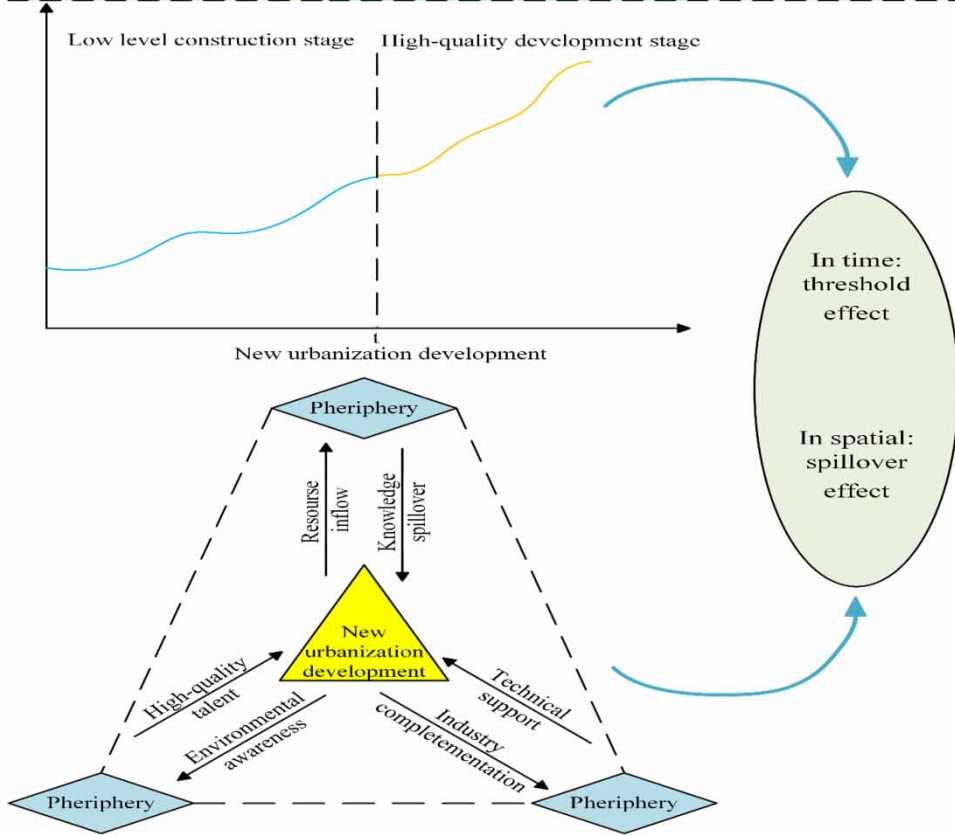 Low level construction stage
High-quality development stage
t
New urbanization development
In time:
threshold
effect
In spatial:
spillover
effect
Pheriphery
Resourse
inflow
Knowledge
spillover
New
urbanization
development
High-quality
talent
Environmental
awareness
Technical
support
Industry
completementation
Pheriphery
Pheriphery